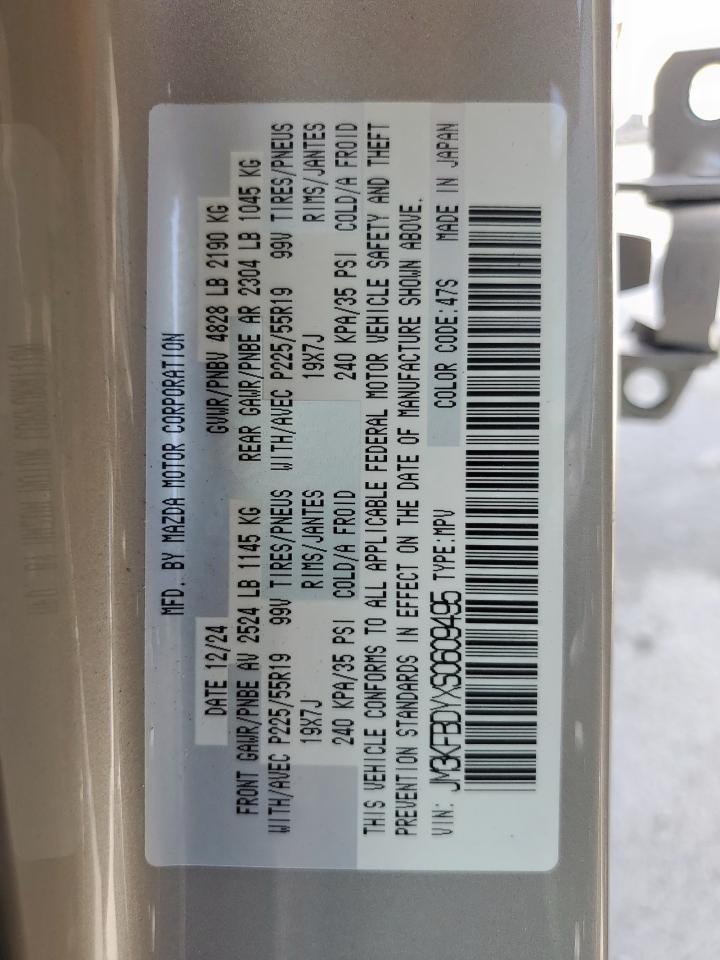 MFD. BY MAZDA MOTOR CORPORATION
DATE 12/24 GVWR/PNBV 4828 LB 2190 KG
FRONT GAWR/PNBE AV 2524 LB 1145 KG REAR GAWR/PNBE AR 2304 LB 1045 KG
WITH/AVEC P225/55R19 99V TIRES/PNEUS WITH/AVEC P225/55R19 99V TIRES/PNEUS
19X7J RIMS/JANTES 19X7J RIMS/JANTES
240 KPA/35 PSI COLD/A FROID 240 KPA/35 PSI COLD/A FROID
THIS VEHICLE CONFORMS TO ALL APPLICABLE FEDERAL MOTOR VEHICLE SAFETY AND THEFT
PREVENTION STANDARDS IN EFFECT ON THE DATE OF MANUFACTURE SHOWN ABOVE.
VIN: JM3KFBDYXS0609495 TYPE:MPV COLOR CODE:47S MADE IN JAPAN